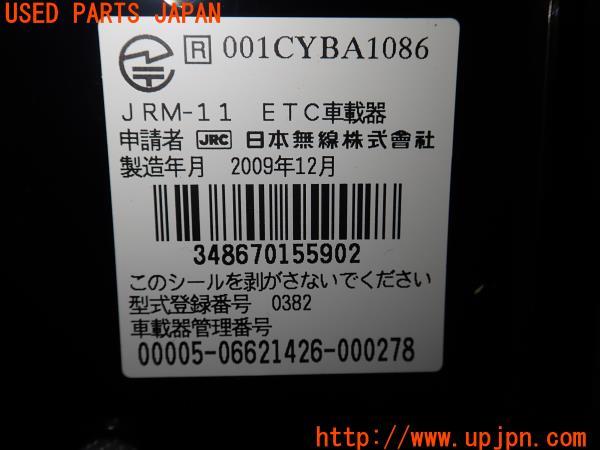 USED PARTS JAPAN
R 001CYBA1086
JRM-11 ETC車載器
申請者 JRC 日本無線株式會社
製造年月 2009年12月
348670155902
このシールを剥がさないでください
型式登録番号 0382
車載器管理番号
00005-06621426-000278
http://www.upjpn.com/